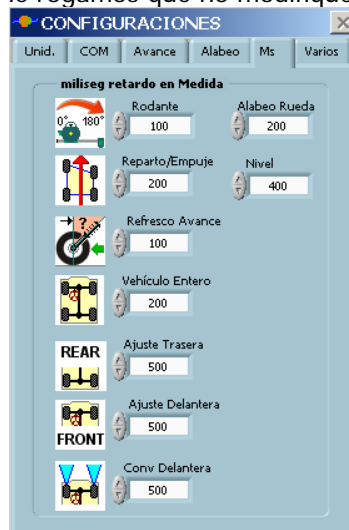 le rogamos que no modifique
CONFIGURACIONES
Unid. COM Avance Alabeo Ms Varios
miliseg retardo en Medida
Rodante Alabeo Rueda
0° 180° 100 200
Reparto/Empuje Nivel
200 400
Refresco Avance
? 100
Vehículo Entero
200
Ajuste Trasera
REAR 500
Ajuste Delantera
500
FRONT
Conv Delantera
500